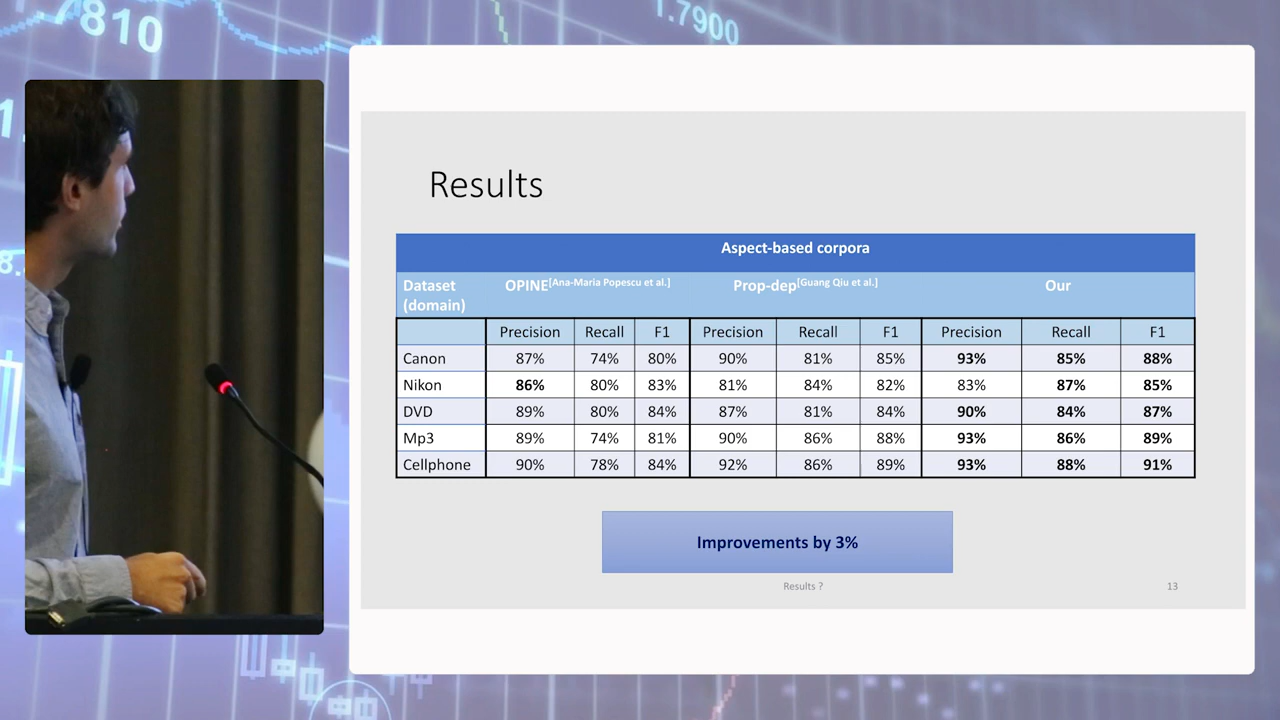 7810
1.7900
Results
Aspect-based corpora
Dataset (domain) OPINE[Ana-Maria Popescu et al.] Prop-dep[Guang Qiu et al.] Our
Precision Recall F1 Precision Recall F1 Precision Recall F1
Canon 87% 74% 80% 90% 81% 85% 93% 85% 88%
Nikon 86% 80% 83% 81% 84% 82% 83% 87% 85%
DVD 89% 80% 84% 87% 81% 84% 90% 84% 87%
Mp3 89% 74% 81% 90% 86% 88% 93% 86% 89%
Cellphone 90% 78% 84% 92% 86% 89% 93% 88% 91%
Improvements by 3%
Results ? 13